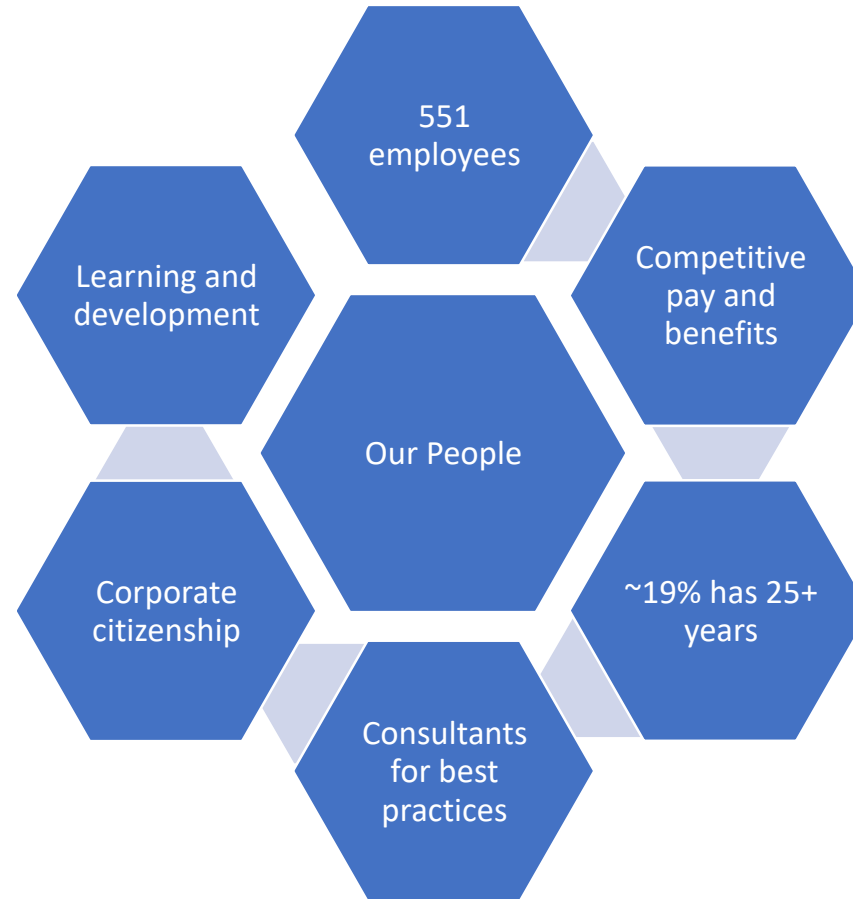 551
employees
Competitive
pay and
benefits
~19% has 25+
years
Consultants
for best
practices
Corporate
citizenship
Learning and
development
Our People